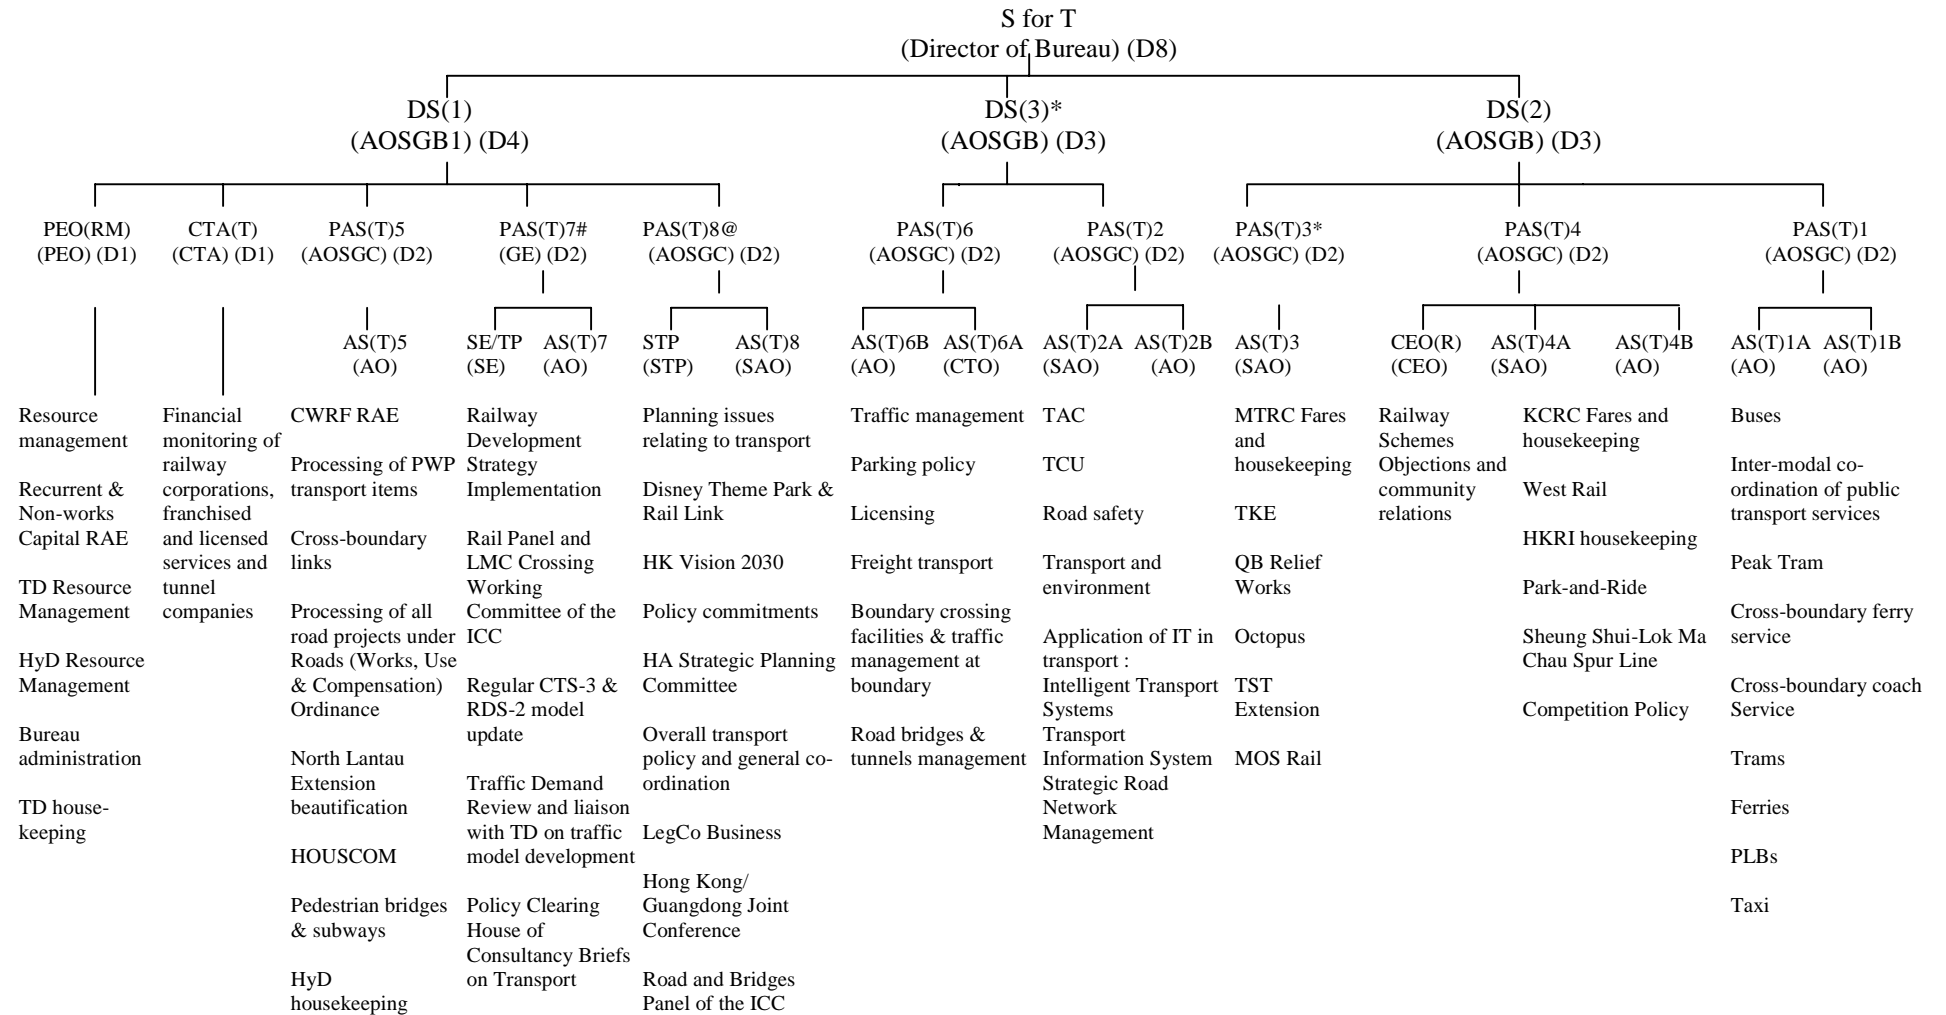 S for T
(Director of Bureau) (D8)
DS(1)
(AOSGB1) (D4)
DS(3)*
(AOSGB) (D3)
DS(2)
(AOSGB) (D3)
PEO(RM)
(PEO) (D1)
CTA(T)
(CTA) (D1)
PAS(T)5
(AOSGC) (D2)
PAS(T)7#
(GE) (D2)
PAS(T)8@
(AOSGC) (D2)
PAS(T)6
(AOSGC) (D2)
PAS(T)2
(AOSGC) (D2)
PAS(T)3*
(AOSGC) (D2)
PAS(T)4
(AOSGC) (D2)
PAS(T)1
(AOSGC) (D2)
AS(T)5
(AO)
SE/TP
(SE)
AS(T)7
(AO)
STP
(STP)
AS(T)8
(SAO)
AS(T)6B
(AO)
AS(T)6A
(CTO)
AS(T)2A
(SAO)
AS(T)2B
(AO)
AS(T)3
(SAO)
CEO(R)
(CEO)
AS(T)4A
(SAO)
AS(T)4B
(AO)
AS(T)1A
(AO)
AS(T)1B
(AO)
Resource
management
Recurrent &
Non-works
Capital RAE
TD Resource
Management
HyD Resource
Management
Bureau
administration
TD house-
keeping
Financial
monitoring of
railway
corporations,
franchised
and licensed
services and
tunnel
companies
CWRF RAE
Processing of PWP
transport items
Cross-boundary
links
Processing of all
road projects under
Roads (Works, Use
& Compensation)
Ordinance
North Lantau
Extension
beautification
HOUSCOM
Pedestrian bridges
& subways
HyD
housekeeping
Railway
Development
Strategy
Implementation
Rail Panel and
LMC Crossing
Working
Committee of the
ICC
Regular CTS-3 &
RDS-2 model
update
Traffic Demand
Review and liaison
with TD on traffic
model development
Policy Clearing
House of
Consultancy Briefs
on Transport
Planning issues
relating to transport
Disney Theme Park &
Rail Link
HK Vision 2030
Policy commitments
HA Strategic Planning
Committee
Overall transport
policy and general co-
ordination
LegCo Business
Hong Kong/
Guangdong Joint
Conference
Road and Bridges
Panel of the ICC
Traffic management
Parking policy
Licensing
Freight transport
Boundary crossing
facilities & traffic
management at
boundary
Road bridges &
tunnels management
TAC
TCU
Road safety
Transport and
environment
Application of IT in
transport :
Intelligent Transport
Systems
Transport
Information System
Strategic Road
Network
Management
MTRC Fares
and
housekeeping
TKE
QB Relief
Works
Octopus
TST
Extension
MOS Rail
Railway
Schemes
Objections and
community
relations
KCRC Fares and
housekeeping
West Rail
HKRI housekeeping
Park-and-Ride
Sheung Shui-Lok Ma
Chau Spur Line
Competition Policy
Buses
Inter-modal co-
ordination of public
transport services
Peak Tram
Cross-boundary ferry
service
Cross-boundary coach
Service
Trams
Ferries
PLBs
Taxi